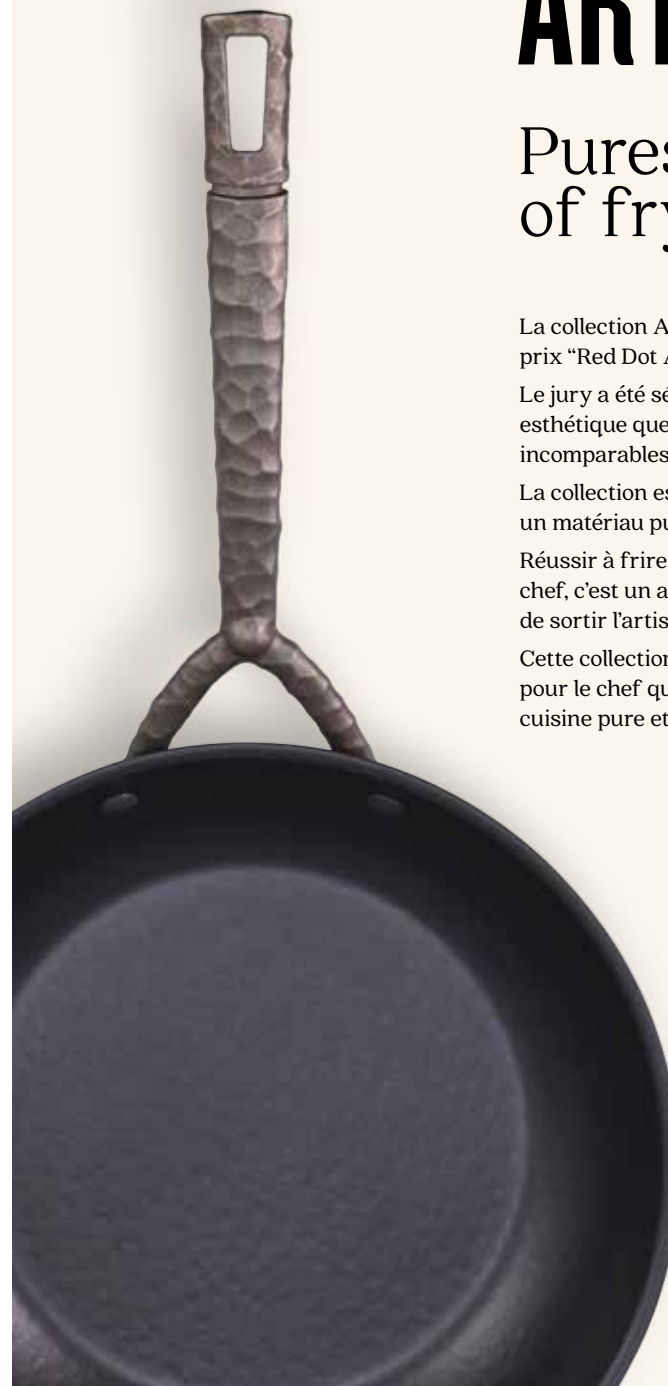 Pures
of fry
La collection A
prix “Red Dot A
Le jury a été sé
esthétique que
incomparables
La collection es
un matériau pu
Réussir à frire
chef, c’est un a
de sortir l’artis
Cette collection
pour le chef qu
cuisine pure et